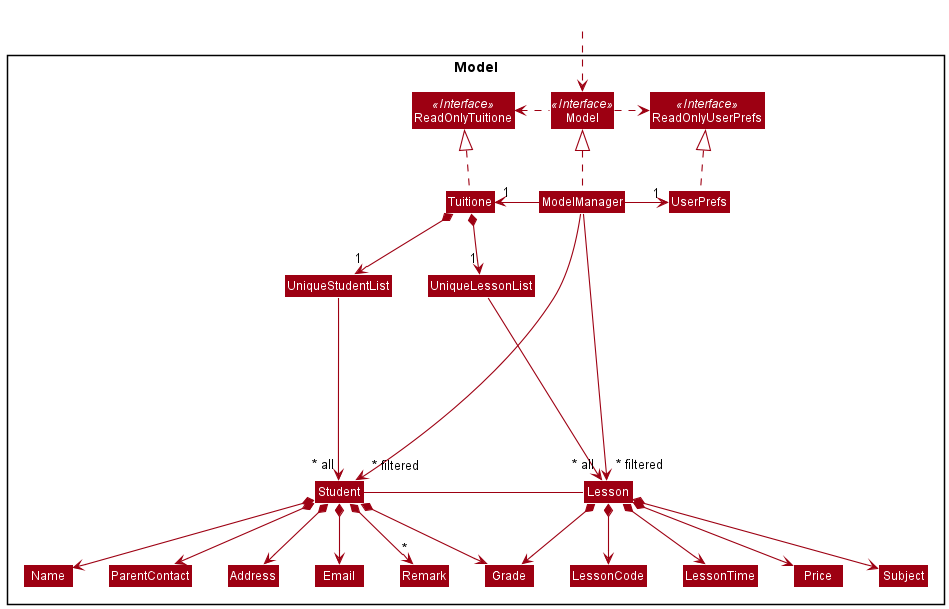 Model
«Interface»
ReadOnlyTuitione
«Interface»
Model
«Interface»
ReadOnlyUserPrefs
1
1
Tuitione
ModelManager
UserPrefs
1
1
UniqueStudentList
UniqueLessonList
* all
* filtered
* all
* filtered
Student
Lesson
*
Name
ParentContact
Address
Email
Remark
Grade
LessonCode
LessonTime
Price
Subject